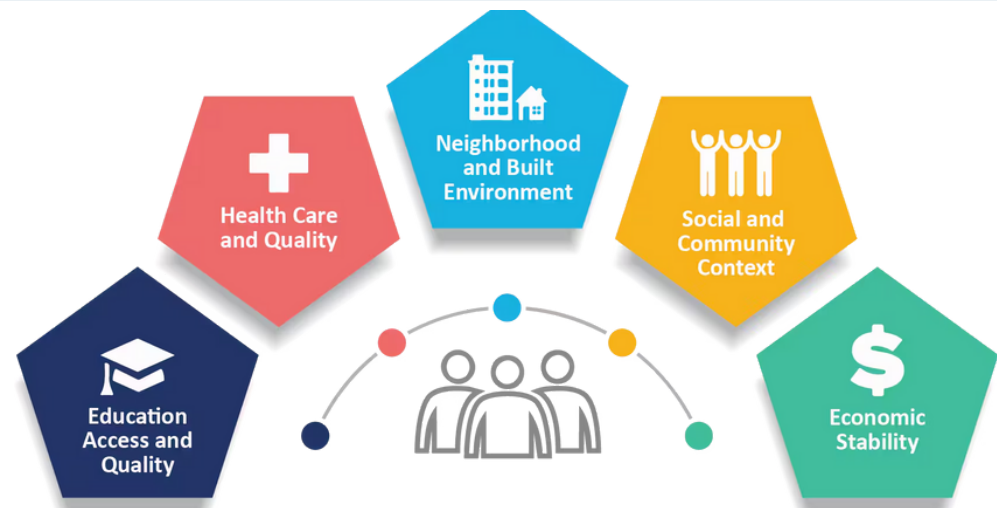 Education
Access and
Quality
Health Care
and Quality
Neighborhood
and Built
Environment
Social and
Community
Context
$
Economic
Stability